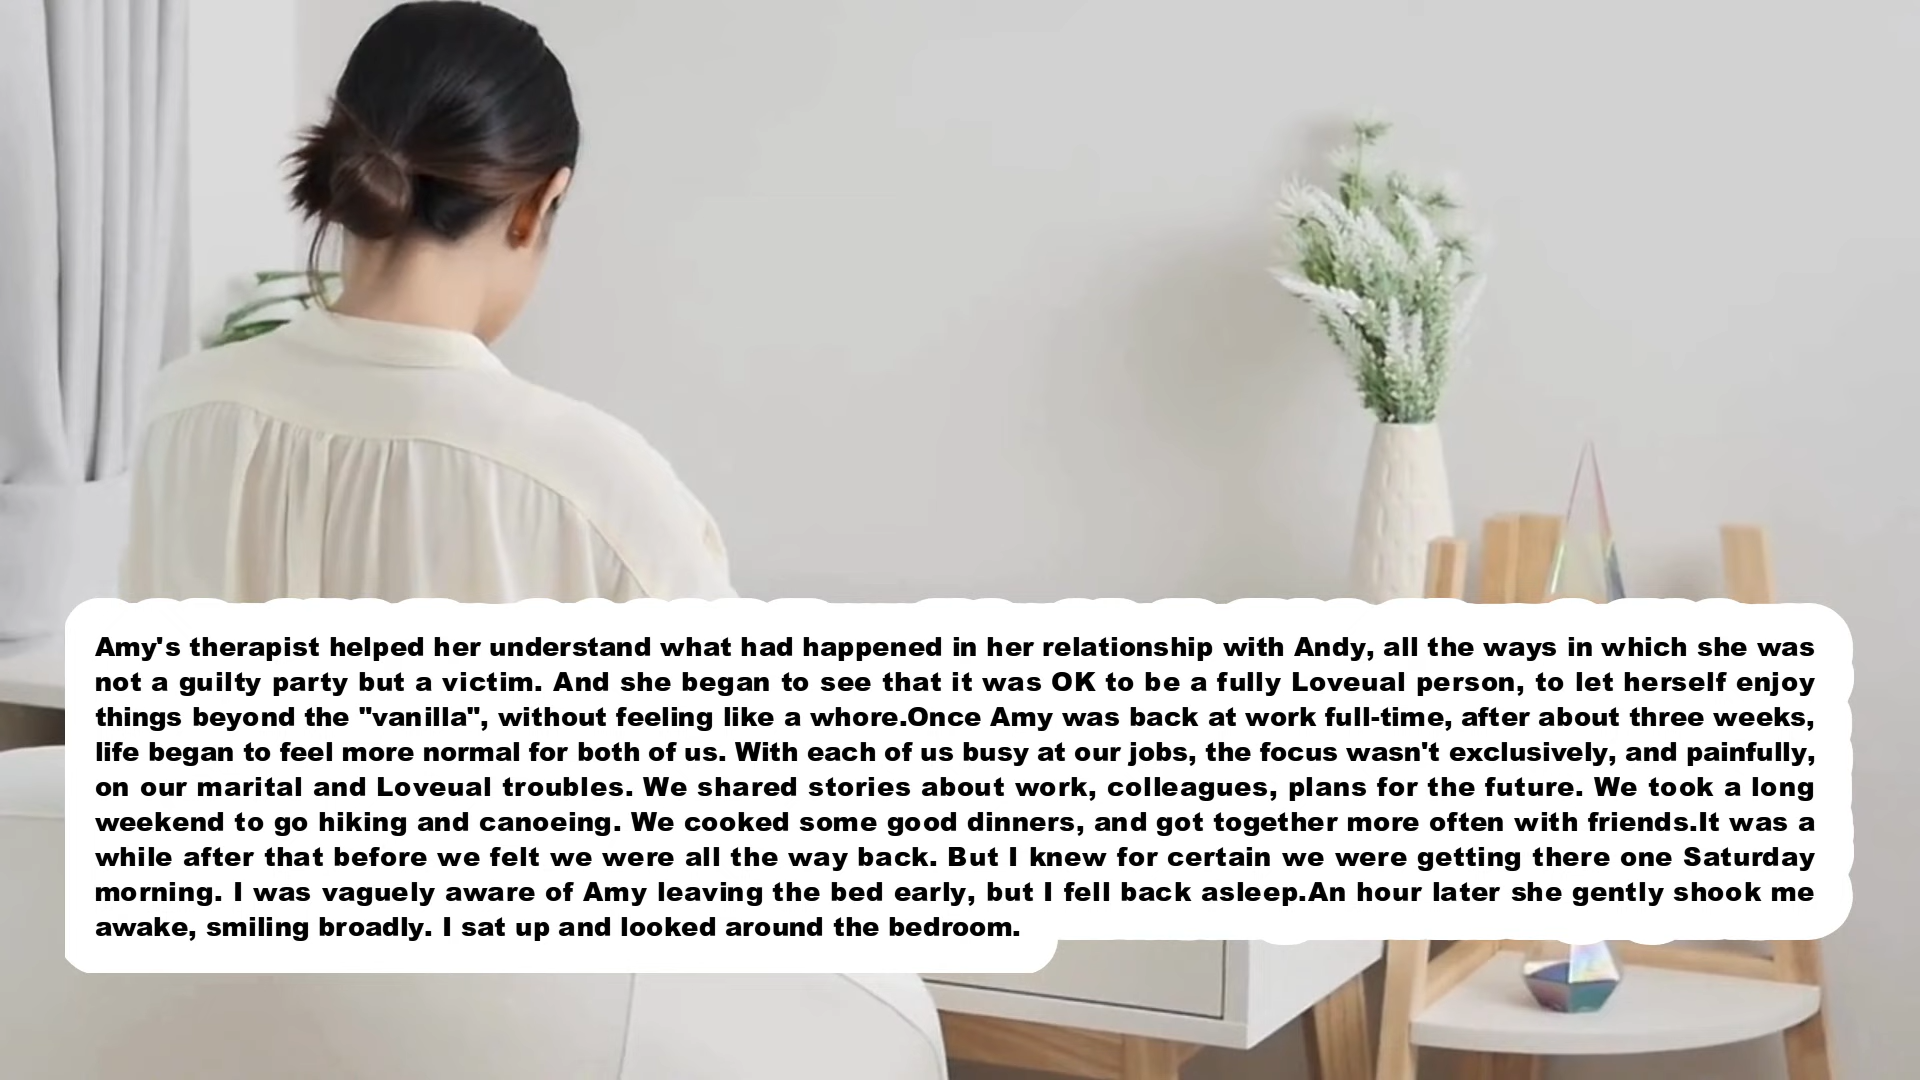 Amy's therapist helped her understand what had happened in her relationship with Andy, all the ways in which she was
not a guilty party but a victim. And she began to see that it was OK to be a fully Loveual person, to let herself enjoy
things beyond the "vanilla", without feeling like a whore.Once Amy was back at work full-time, after about three weeks,
life began to feel more normal for both of us. With each of us busy at our jobs, the focus wasn't exclusively, and painfully,
on our marital and Loveual troubles. We shared stories about work, colleagues, plans for the future. We took a long
weekend to go hiking and canoeing. We cooked some good dinners, and got together more often with friends.It was a
while after that before we felt we were all the way back. But I knew for certain we were getting there one Saturday
morning. I was vaguely aware of Amy leaving the bed early, but I fell back asleep.An hour later she gently shook me
awake, smiling broadly. I sat up and looked around the bedroom.